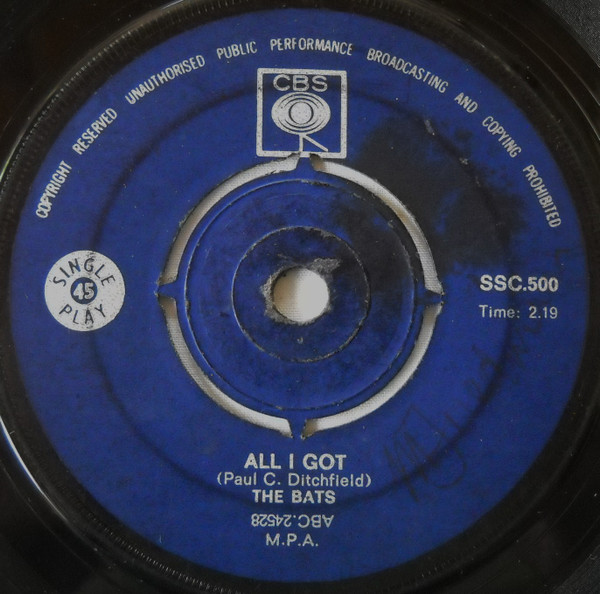 COPYRIGHT RESERVED UNAUTHORISED PUBLIC PERFORMANCE BROADCASTING AND COPYING PROHIBITED
CBS
SINGLE
45
PLAY
SSC.500
Time: 2.19
ALL I GOT
(Paul C. Ditchfield)
THE BATS
ABC.24528
M.P.A.